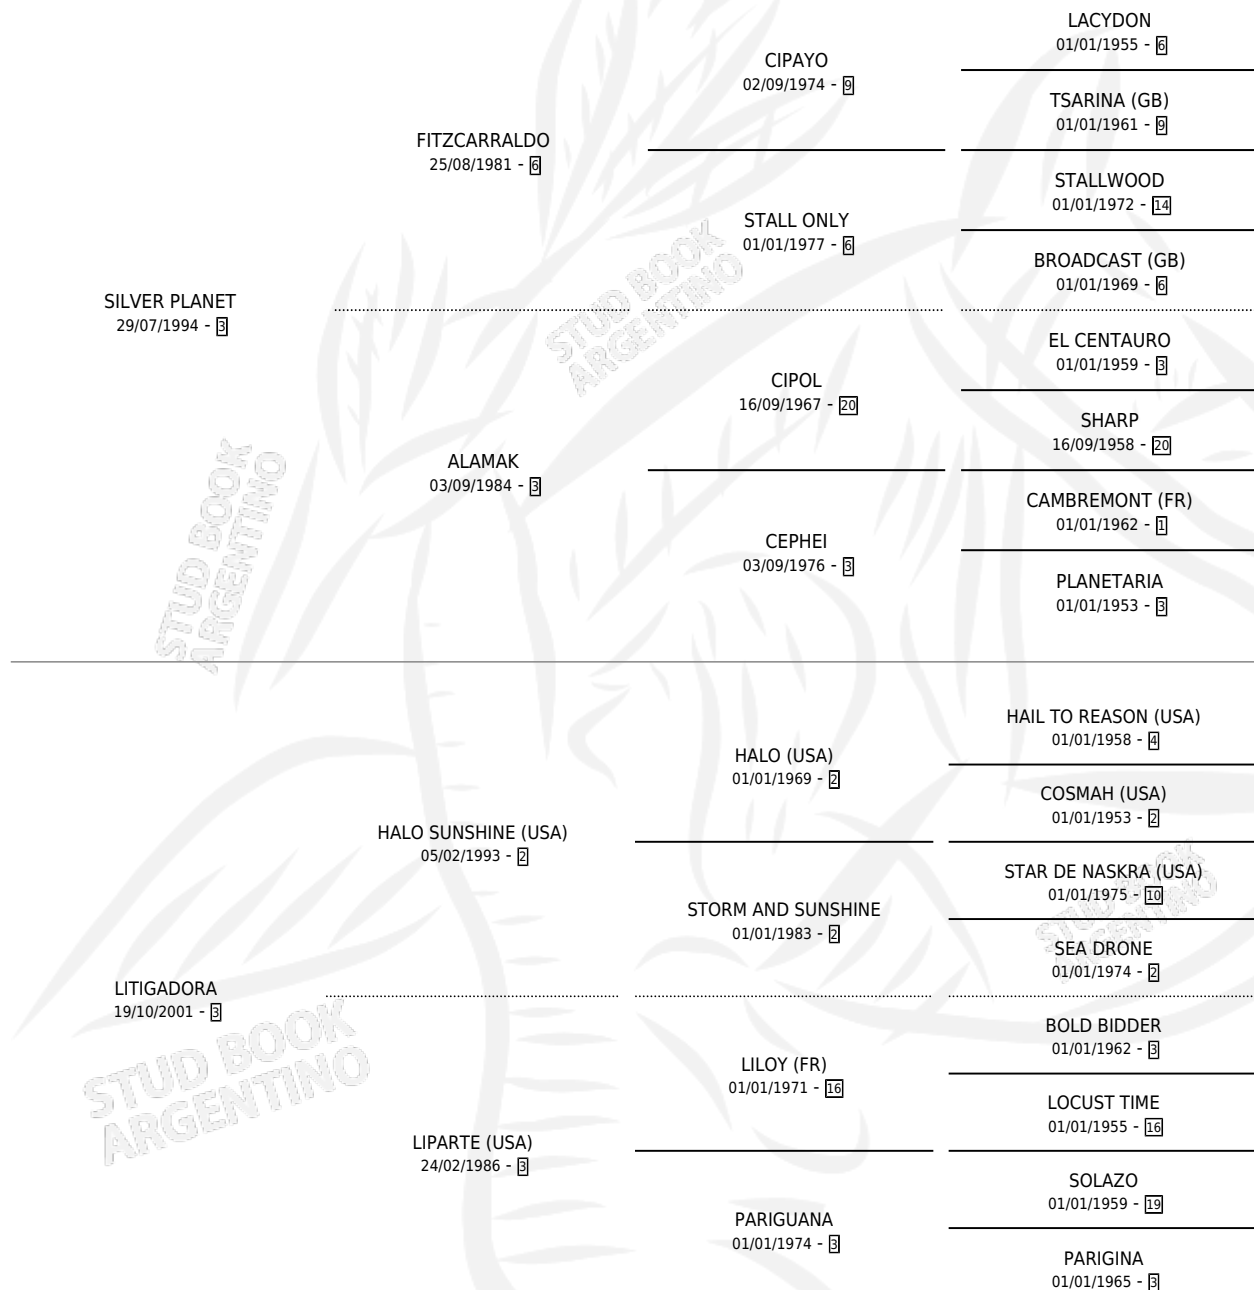 LACYDON
01/01/1955 - 6
CIPAYO
02/09/1974 - 9
TSARINA (GB)
01/01/1961 - 9
FITZCARRALDO
25/08/1981 - 6
STALLWOOD
01/01/1972 - 14
STALL ONLY
01/01/1977 - 6
BROADCAST (GB)
01/01/1969 - 6
SILVER PLANET
29/07/1994 - 3
STUD BOOK
ARGENTINO
EL CENTAURO
01/01/1959 - 3
CIPOL
16/09/1967 - 20
SHARP
16/09/1958 - 20
ALAMAK
03/09/1984 - 3
CAMBREMONT (FR)
01/01/1962 - 1
CEPHEI
03/09/1976 - 3
PLANETARIA
01/01/1953 - 3
STUD BOOK
ARGENTINO
HAIL TO REASON (USA)
01/01/1958 - 4
HALO (USA)
01/01/1969 - 2
COSMAH (USA)
01/01/1953 - 2
HALO SUNSHINE (USA)
05/02/1993 - 2
STAR DE NASKRA (USA)
01/01/1975 - 10
STORM AND SUNSHINE
01/01/1983 - 2
STUD BOOK
ARGENTINO
SEA DRONE
01/01/1974 - 2
LITIGADORA
19/10/2001 - 3
BOLD BIDDER
01/01/1962 - 3
LILOY (FR)
01/01/1971 - 16
STUD BOOK
ARGENTINO
LOCUST TIME
01/01/1955 - 16
LIPARTE (USA)
24/02/1986 - 3
SOLAZO
01/01/1959 - 19
PARIGUANA
01/01/1974 - 3
PARIGINA
01/01/1965 - 3